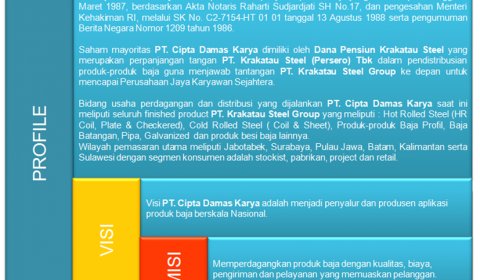 Maret 1987, berdasarkan Akta Notaris Raharti Sudjardjati SH No.17, dan pengesahan Menteri
Kehakiman RI, melalui SK No. C2-7154-HT 01 01 tanggal 13 Agustus 1988 serta pengumuman
Berita Negara Nomor 1209 tahun 1986.
Saham mayoritas PT. Cipta Damas Karya dimiliki oleh Dana Pensiun Krakatau Steel yang
merupakan perpanjangan tangan PT. Krakatau Steel (Persero) Tbk dalam pendistribusian
produk-produk baja guna menjawab tantangan PT. Krakatau Steel Group ke depan untuk
mencapai Perusahaan Jaya Karyawan Sejahtera.
Bidang usaha perdagangan dan distribusi yang dijalankan PT. Cipta Damas Karya saat ini
meliputi seluruh finished product PT. Krakatau Steel Group yang meliputi : Hot Rolled Steel (HR
Coil, Plate & Checkered), Cold Rolled Steel ( Coil & Sheet), Produk-produk Baja Profil, Baja
Batangan, Pipa, Galvanized dan produk besi baja lainnya.
Wilayah pemasaran utama meliputi Jabotabek, Surabaya, Pulau Jawa, Batam, Kalimantan serta
Sulawesi dengan segmen konsumen adalah stockist, pabrikan, project dan retail.
PROFILE
VISI
Visi PT. Cipta Damas Karya adalah menjadi penyalur dan produsen aplikasi
produk baja berskala Nasional.
MISI
Memperdagangkan produk baja dengan kualitas, biaya,
pengiriman dan pelayanan yang memuaskan pelanggan.